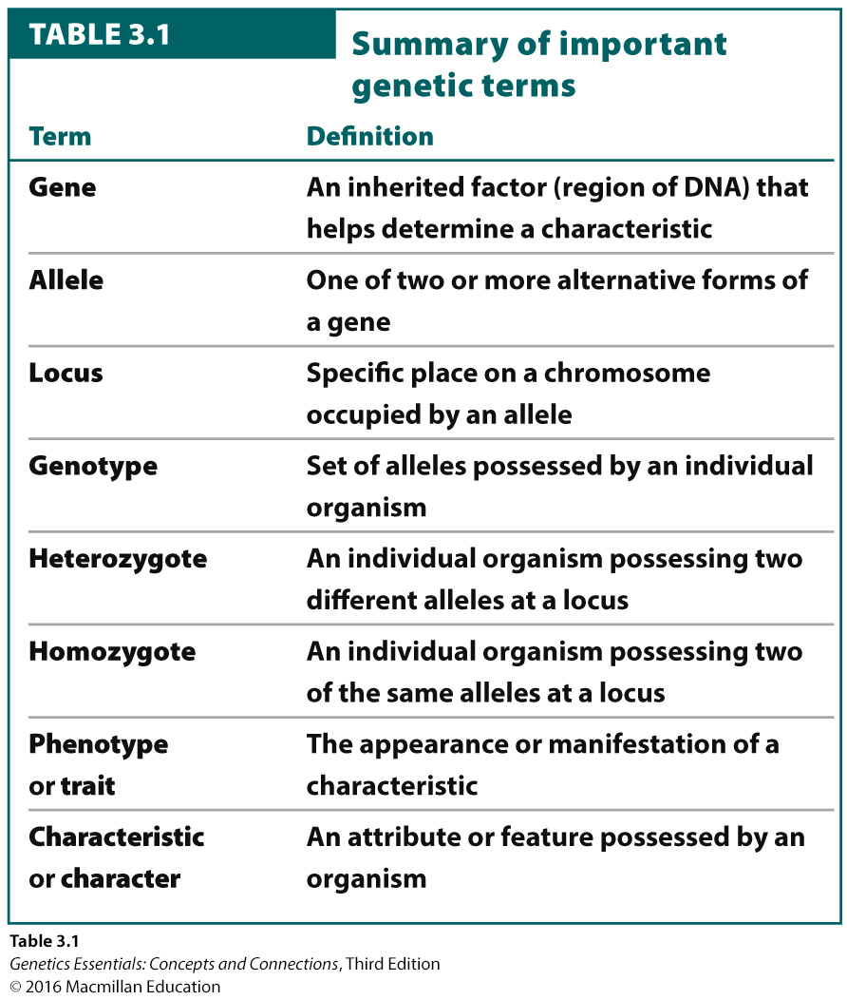 TABLE 3.1
Summary of important
genetic terms
Term Definition
Gene An inherited factor (region of DNA) that
helps determine a characteristic
Allele One of two or more alternative forms of
a gene
Locus Specific place on a chromosome
occupied by an allele
Genotype Set of alleles possessed by an individual
organism
Heterozygote An individual organism possessing two
different alleles at a locus
Homozygote An individual organism possessing two
of the same alleles at a locus
Phenotype The appearance or manifestation of a
or trait characteristic
Characteristic An attribute or feature possessed by an
or character organism
Table 3.1
Genetics Essentials: Concepts and Connections, Third Edition
© 2016 Macmillan Education